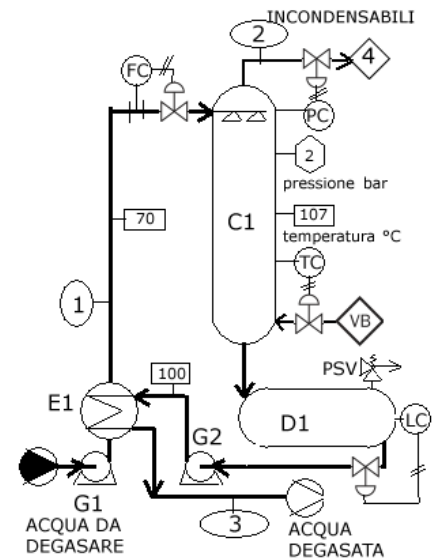 INCONDENSABILI
2
4
FC
PC
2
pressione bar
70
C1
107
temperatura °C
TC
1
VB
100
PSV
E1
G2
D1
LC
G1
3
ACQUA DA
DEGASARE
ACQUA
DEGASATA